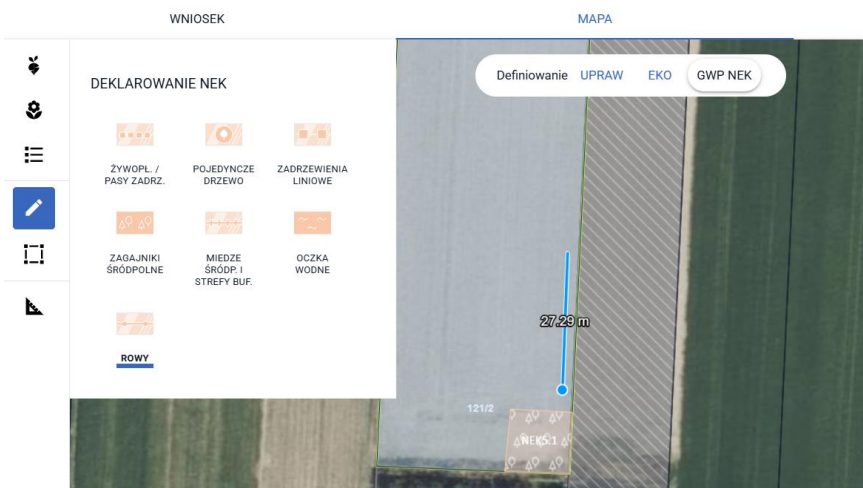 WNIOSEK
MAPA
DEKLAROWANIE NEK
Definiowanie UPRAW EKO GWP NEK
ŻYWOPŁ. /
PASY ZADRZ.
POJEDYNCZE
DRZEWO
ZADRZEWIENIA
LINIOWE
ZAGAJNIKI
ŚRÓDPOLNE
MIEDZE
ŚRÓDP. I
STREFY BUF.
OCZKA
WODNE
ROWY
27.29 m
121/2
NEK5.1